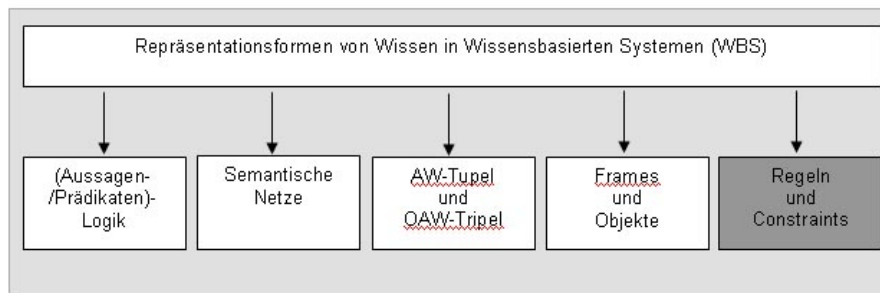 Repräsentationsformen von Wissen in Wissensbasierten Systemen (WBS)
(Aussagen-
/Prädikaten)-
Logik
Semantische
Netze
AW-Tupel
und
OAW-Tripel
Frames
und
Objekte
Regeln
und
Constraints